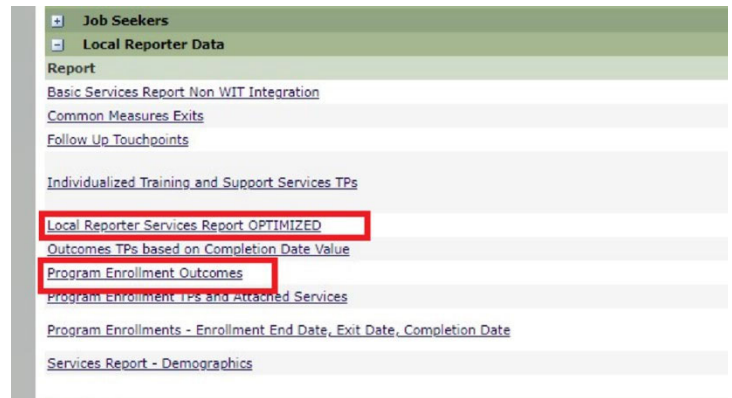 Job Seekers
Local Reporter Data
Report
Basic Services Report Non WIT Integration
Common Measures Exits
Follow Up Touchpoints
Individualized Training and Support Services TPs
Local Reporter Services Report OPTIMIZED
Outcomes TPs based on Completion Date Value
Program Enrollment Outcomes
Program Enrollment TPs and Attached Services
Program Enrollments - Enrollment End Date, Exit Date, Completion Date
Services Report - Demographics